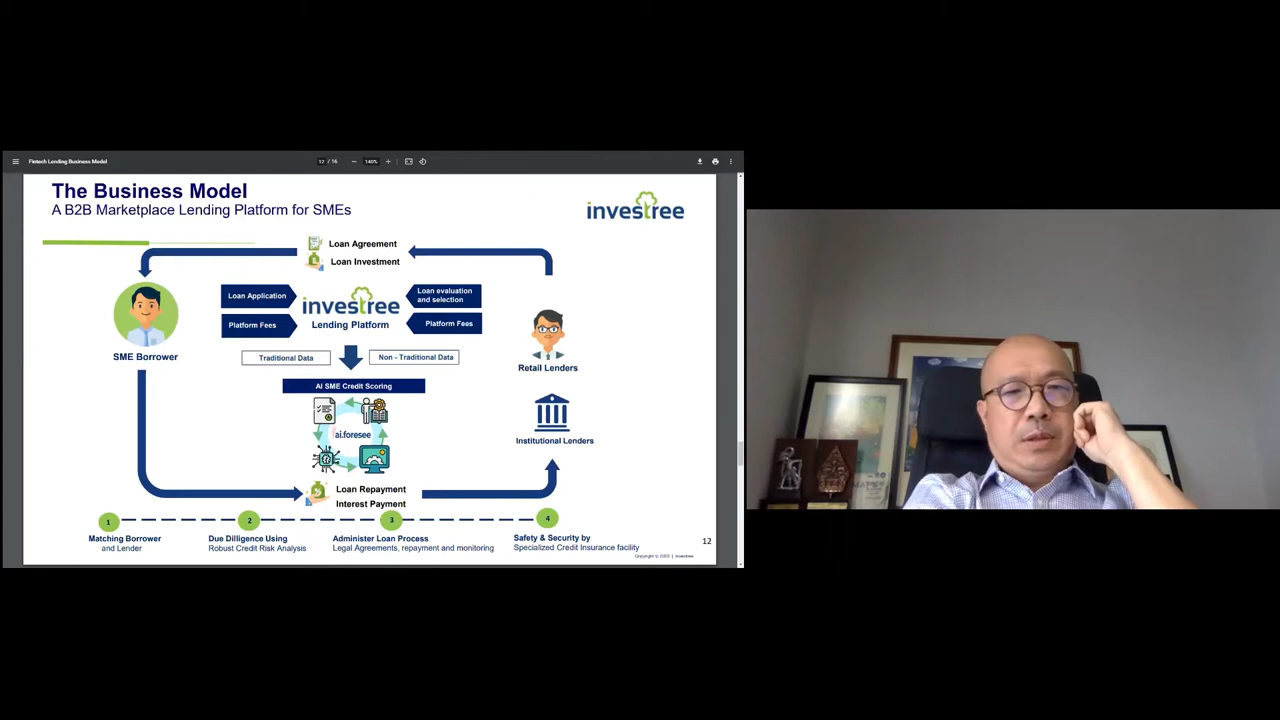 Fintech Lending Business Model
12 / 16
140%
The Business Model
A B2B Marketplace Lending Platform for SMEs
investree
Loan Agreement
Loan Investment
Loan Application
Platform Fees
investree
Lending Platform
Loan evaluation
and selection
Platform Fees
SME Borrower
Traditional Data
Non - Traditional Data
Retail Lenders
AI SME Credit Scoring
ai.foresee
Institutional Lenders
Loan Repayment
Interest Payment
1
2
3
4
Matching Borrower
and Lender
Due Dilligence Using
Robust Credit Risk Analysis
Administer Loan Process
Legal Agreements, repayment and monitoring
Safety & Security by
Specialized Credit Insurance facility
12